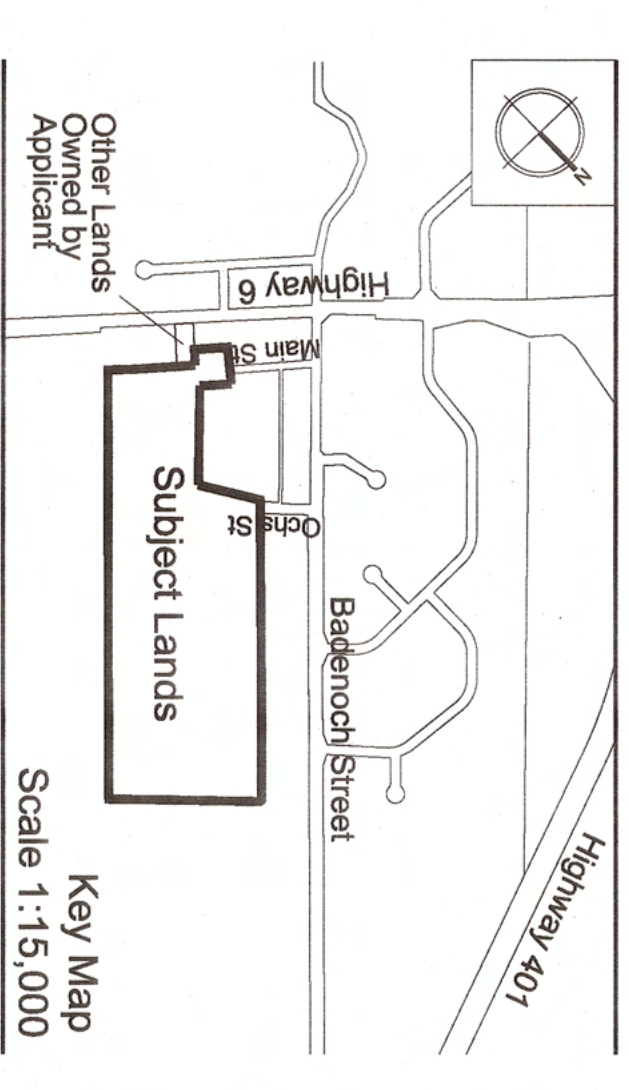 N
Highway 401
Highway 6
Badenoch Street
Main St
Ochs St
Subject Lands
Other Lands
Owned by
Applicant
Key Map
Scale 1:15,000